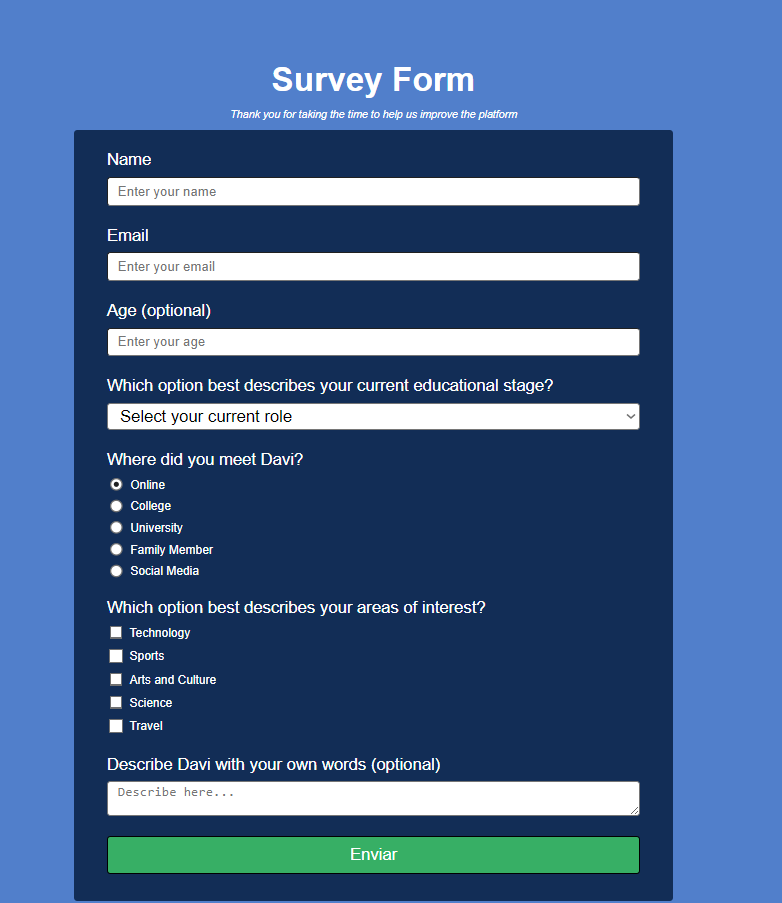 Survey Form
Thank you for taking the time to help us improve the platform
Name
Enter your name
Email
Enter your email
Age (optional)
Enter your age
Which option best describes your current educational stage?
Select your current role
Where did you meet Davi?
Online
College
University
Family Member
Social Media
Which option best describes your areas of interest?
Technology
Sports
Arts and Culture
Science
Travel
Describe Davi with your own words (optional)
Describe here...
Enviar